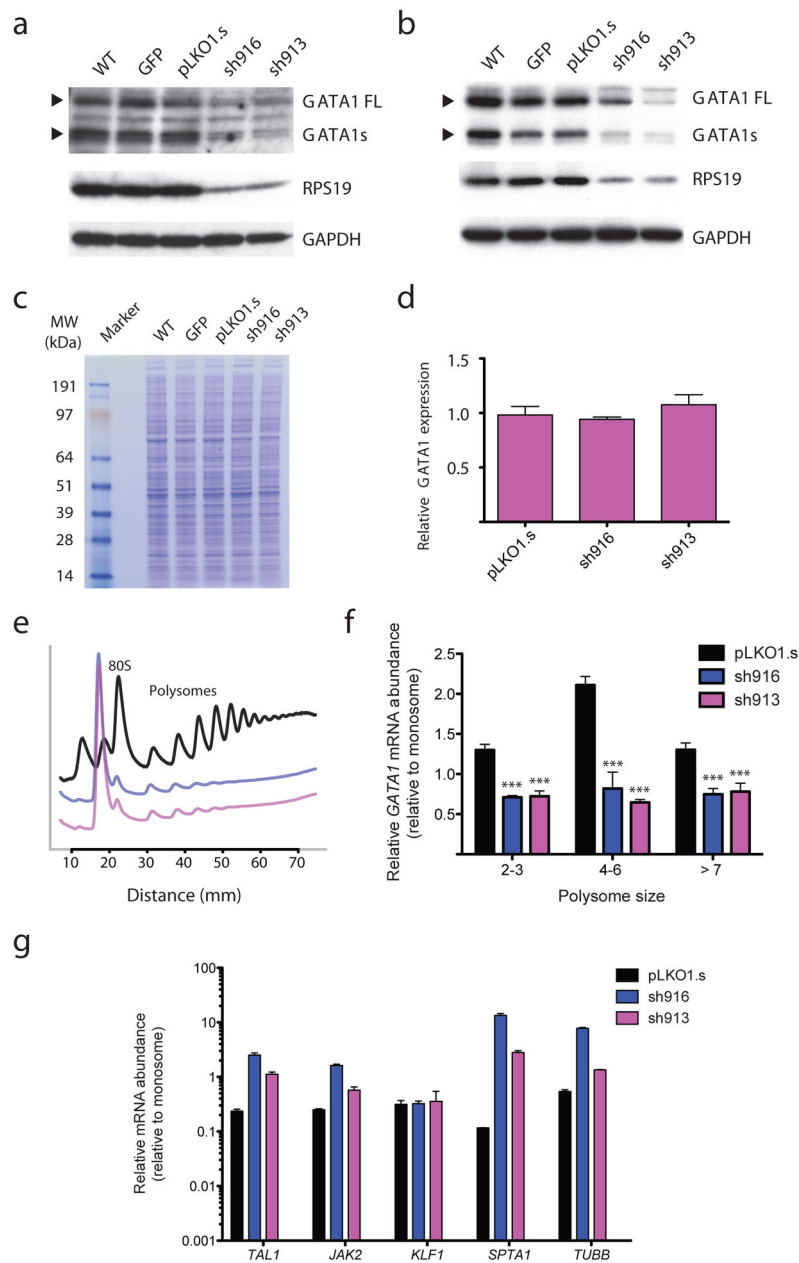 a
WT GFP pLKO1.s sh916 sh913
GATA1 FL
GATA1s
RPS19
GAPDH
b
WT GFP pLKO1.s sh916 sh913
GATA1 FL
GATA1s
RPS19
GAPDH
c
MW
(kDa)
Marker WT GFP pLKO1.s sh916 sh913
191
97
64
51
39
28
14
d
Relative GATA1 expression
1.5
1.0
0.5
pLKO1.s sh916 sh913
e
80S
Polysomes
10 20 30 40 50 60 70
Distance (mm)
f
Relative GATA1 mRNA abundance
(relative to monosome)
2.5
2.0
1.5
1.0
0.5
pLKO1.s
sh916
sh913
*** ***
*** ***
*** ***
2-3 4-6 > 7
Polysome size
g
Relative mRNA abundance
(relative to monosome)
100
10
1
0.1
0.01
0.001
pLKO1.s
sh916
sh913
TAL1 JAK2 KLF1 SPTA1 TUBB